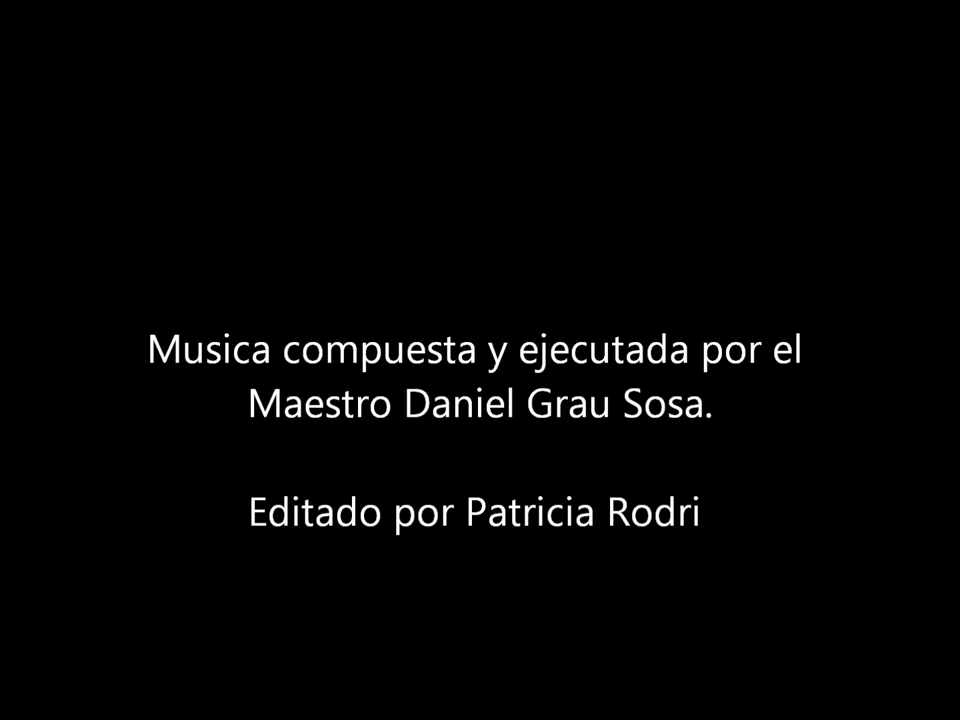 Musica compuesta y ejecutada por el
Maestro Daniel Grau Sosa.
Editado por Patricia Rodri